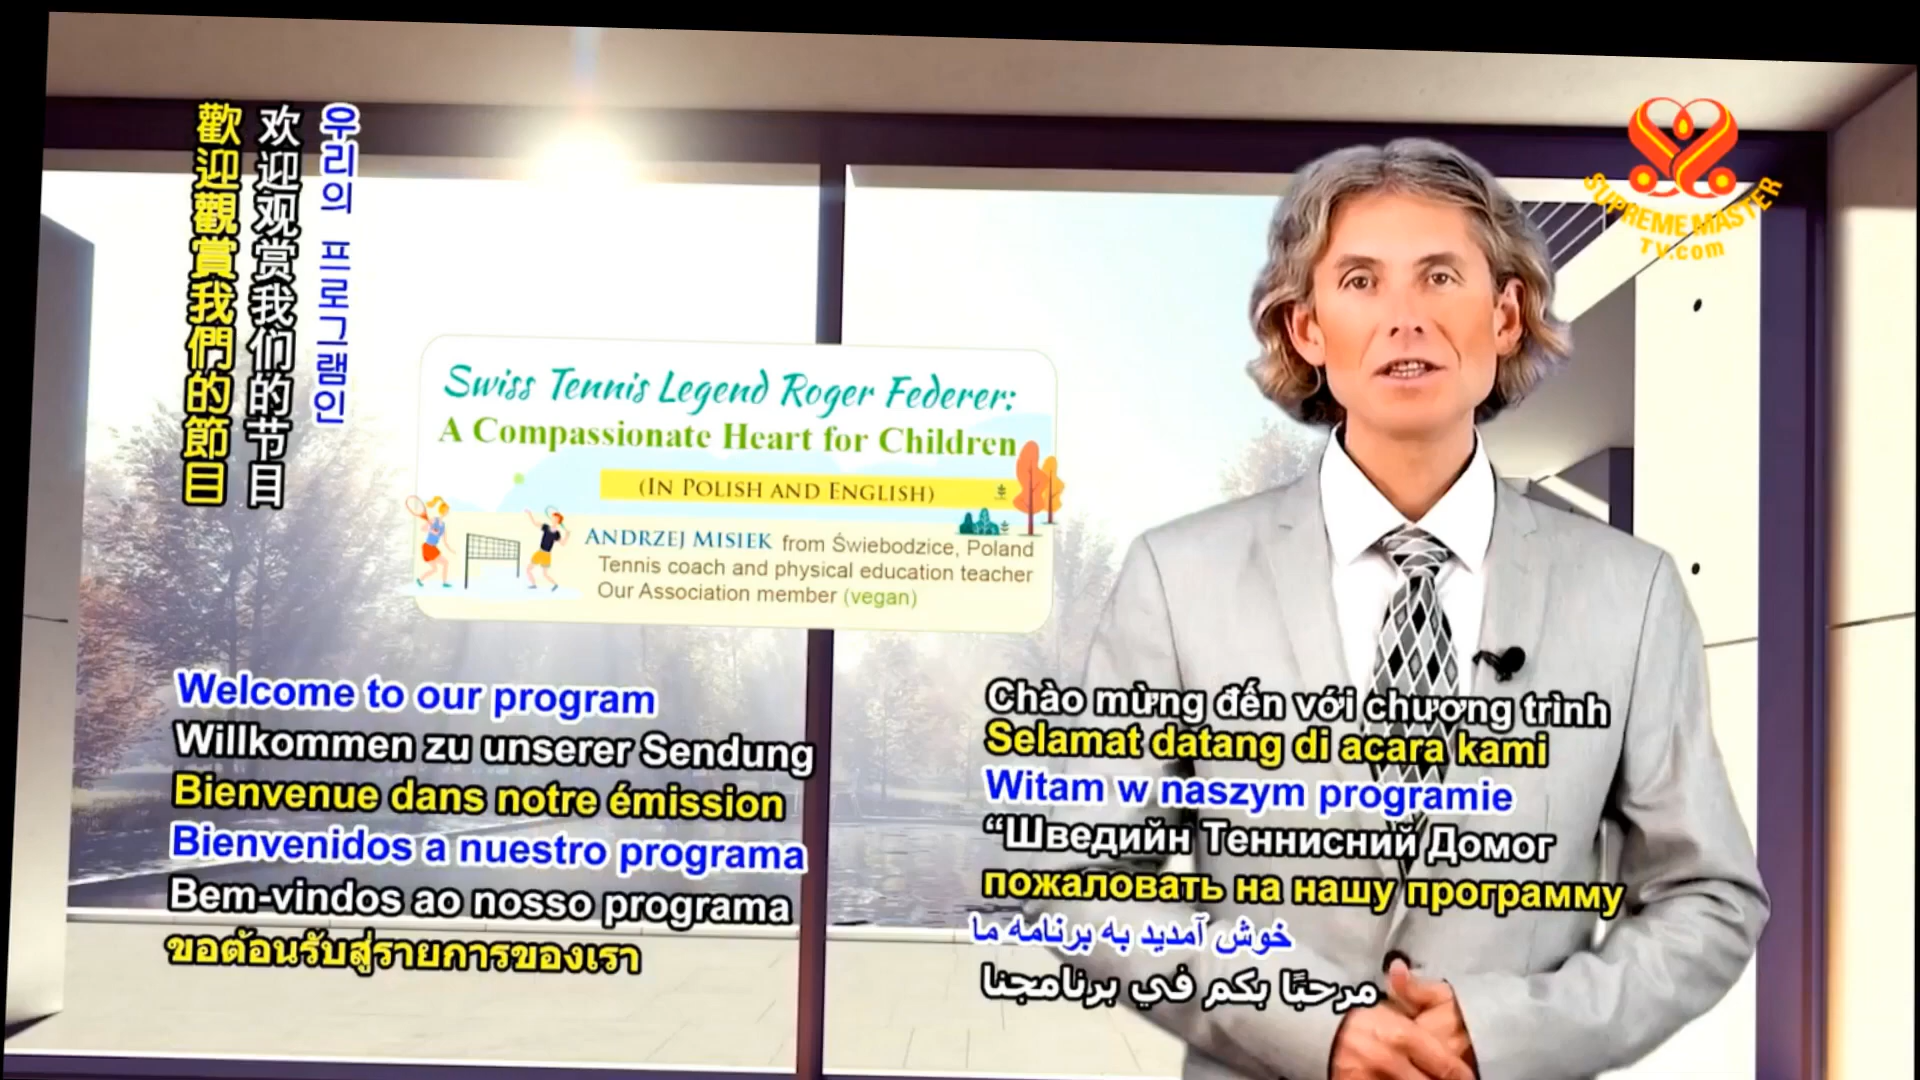 歡迎觀賞我們的節目
欢迎观赏我们的节目
우리의 프로그램인
SUPREME MASTER
TV.com
Swiss Tennis Legend Roger Federer:
A Compassionate Heart for Children
(IN POLISH AND ENGLISH)
ANDRZEJ MISIEK from Świebodzice, Poland
Tennis coach and physical education teacher
Our Association member (vegan)
Welcome to our program
Willkommen zu unserer Sendung
Bienvenue dans notre émission
Bienvenidos a nuestro programa
Bem-vindos ao nosso programa
ขอต้อนรับสู่รายการของเรา
Chào mừng đến với chương trình
Selamat datang di acara kami
Witam w naszym programie
“Шведийн Теннисний Домог
пожаловать на нашу программу
خوش آمدید به برنامه ما
مرحبًا بكم في برنامجنا